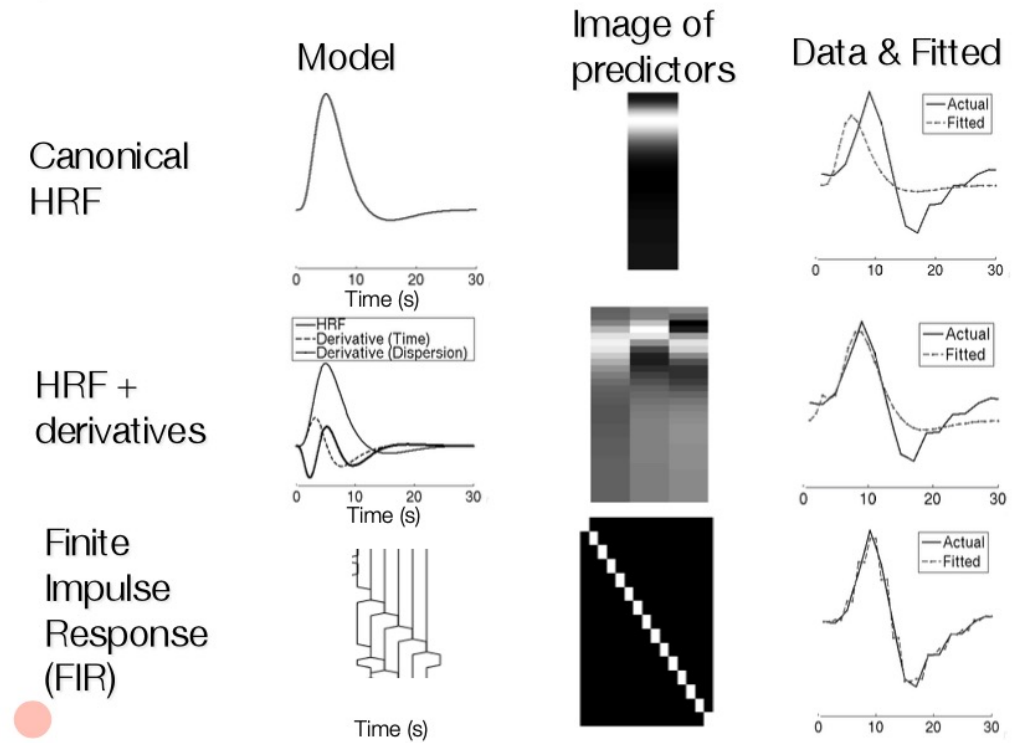 Model
Image of
predictors
Data & Fitted
Canonical
HRF
Actual
Fitted
0 10 20 30
Time (s)
0 10 20 30
HRF +
derivatives
HRF
Derivative (Time)
Derivative (Dispersion)
0 10 20 30
Time (s)
Actual
Fitted
0 10 20 30
Finite
Impulse
Response
(FIR)
Time (s)
Actual
Fitted
0 10 20 30